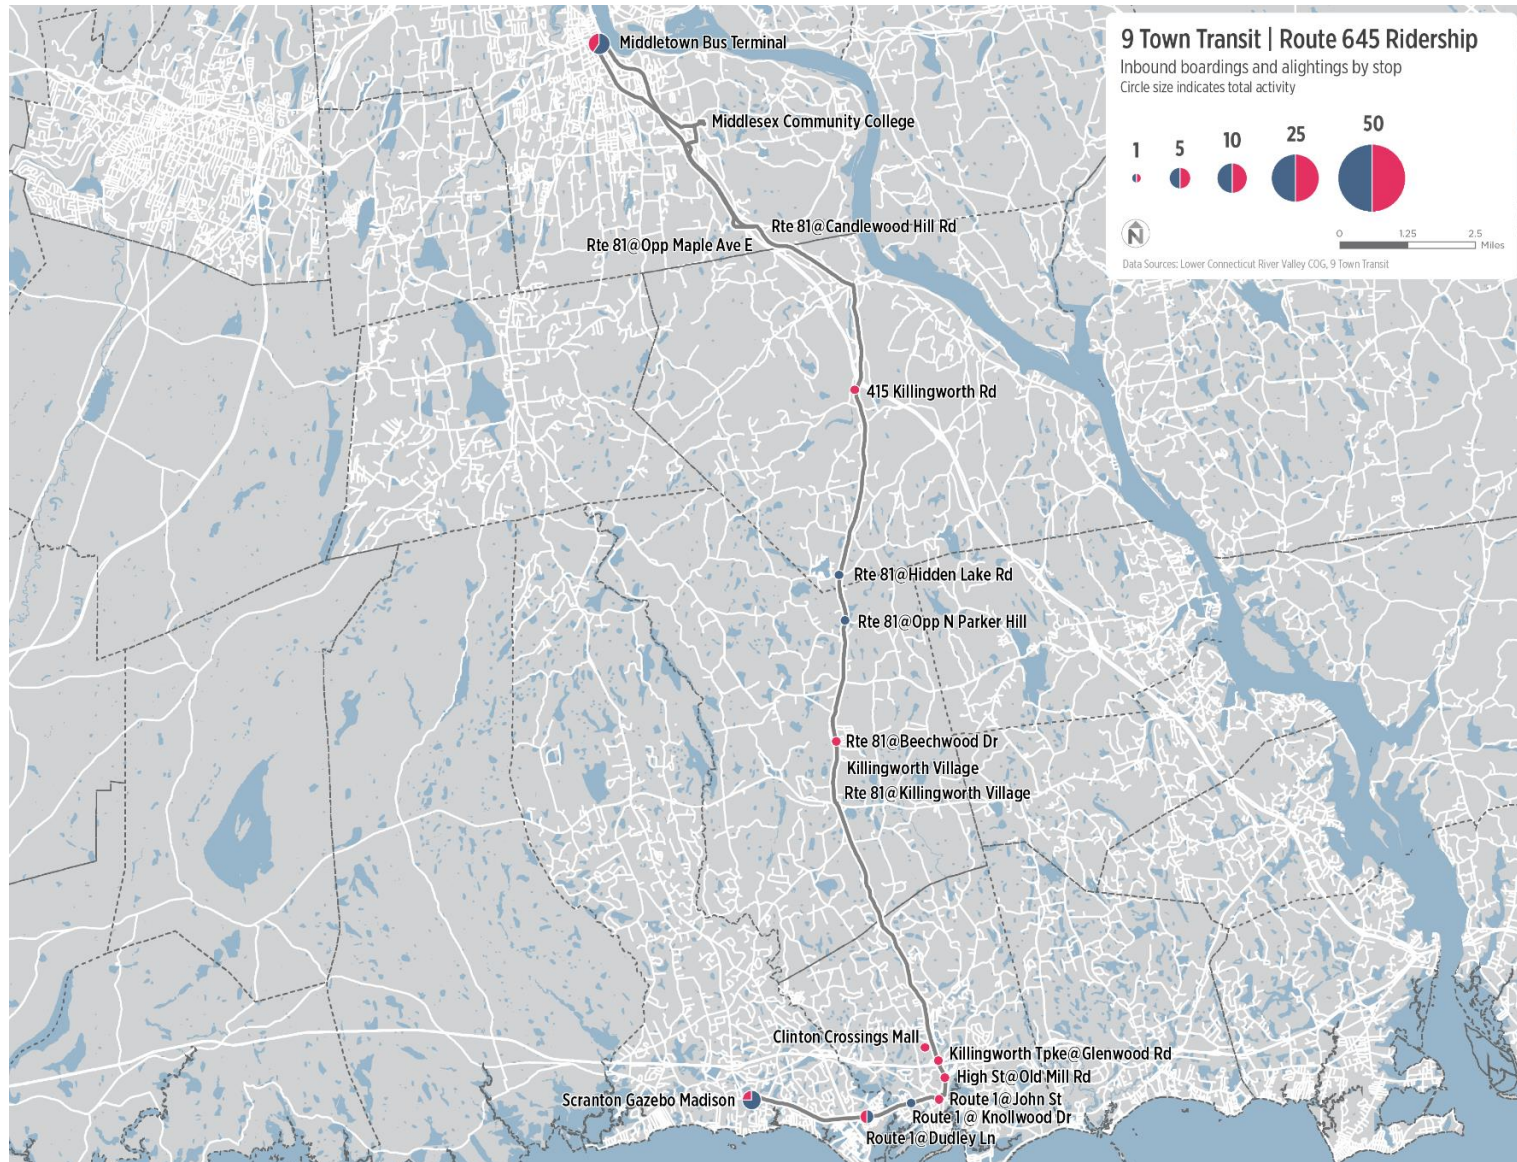 9 Town Transit | Route 645 Ridership
Inbound boardings and alightings by stop
Circle size indicates total activity
1
5
10
25
50
N
0
1.25
2.5
Miles
Data Sources: Lower Connecticut River Valley COG, 9 Town Transit
Middletown Bus Terminal
Middlesex Community College
Rte 81@Candlewood Hill Rd
Rte 81@Opp Maple Ave E
415 Killingworth Rd
Rte 81@Hidden Lake Rd
Rte 81@Opp N Parker Hill
Rte 81@Beechwood Dr
Killingworth Village
Rte 81@Killingworth Village
Clinton Crossings Mall
Killingworth Tpke@Glenwood Rd
High St@Old Mill Rd
Scranton Gazebo Madison
Route 1@John St
Route 1 @ Knollwood Dr
Route 1@Dudley Ln